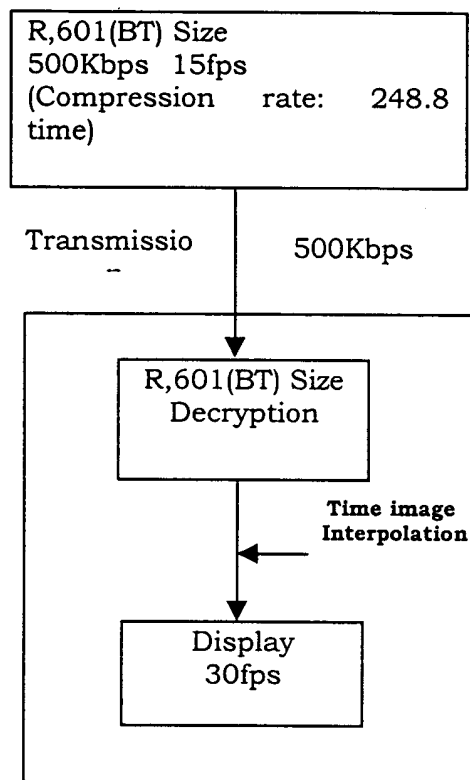 R,601(BT) Size
500Kbps 15fps
(Compression rate: 248.8
time)
Transmissio
500Kbps
R,601(BT) Size
Decryption
Time image
Interpolation
Display
30fps